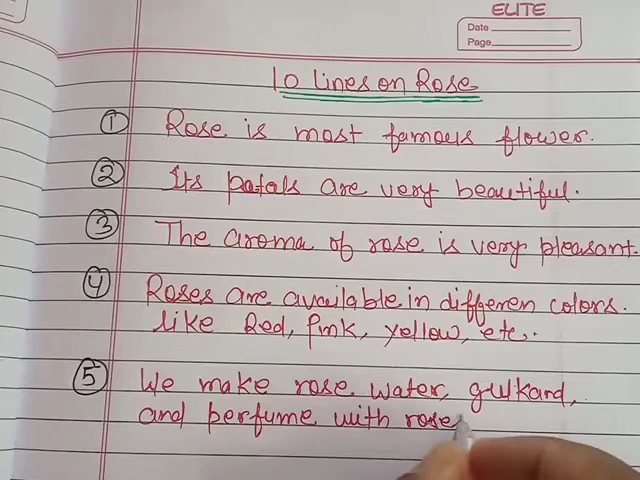 ELITE
Date
Page
10 lines on Rose
1 Rose is most famous flower.
2 Its patals are very beautiful.
3 The aroma of rose is very pleasant.
4 Roses are available in differen colors.
like Red, Pink, yellow, etc.
5 We make rose water, gulkand,
and perfume with rose